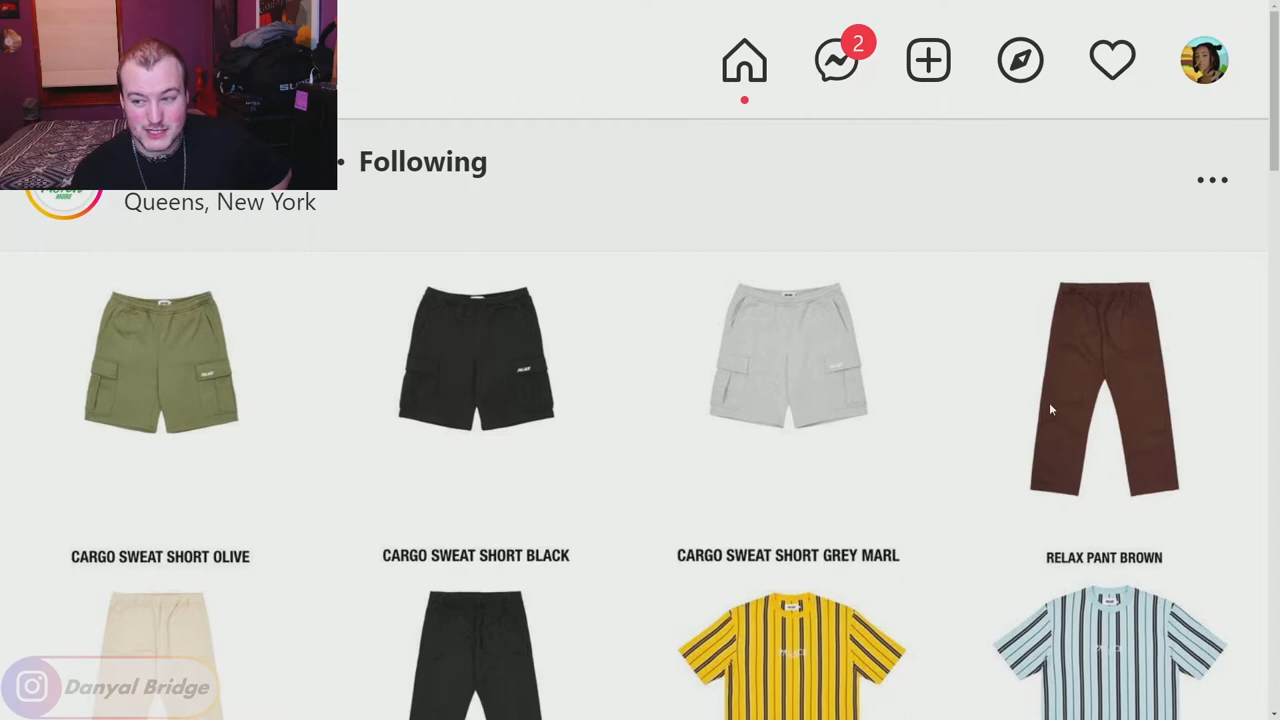 2
• Following
MORE
Queens, New York
CARGO SWEAT SHORT OLIVE
CARGO SWEAT SHORT BLACK
CARGO SWEAT SHORT GREY MARL
RELAX PANT BROWN
Danyal Bridge